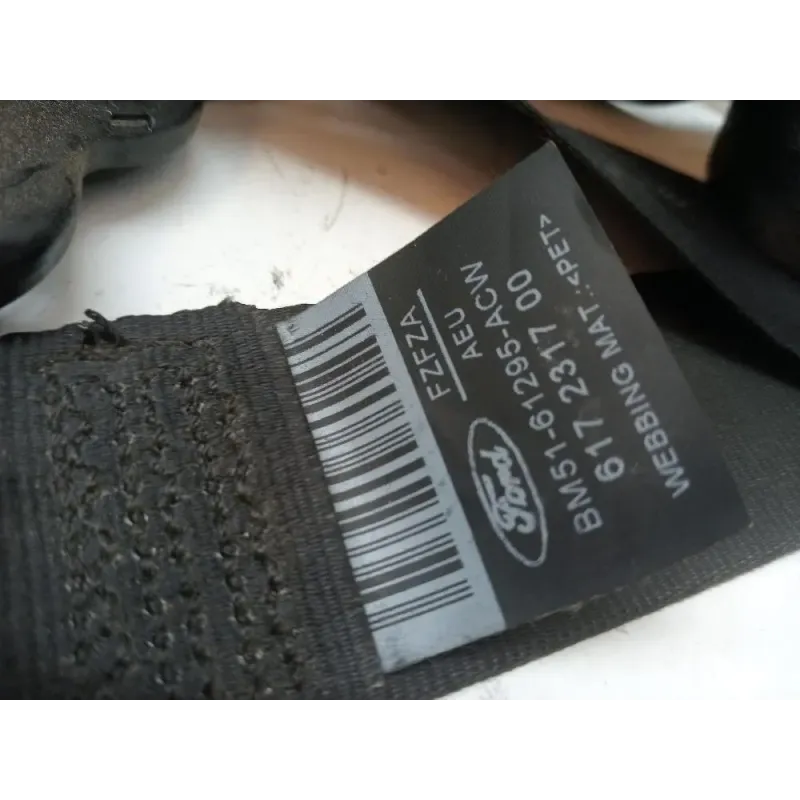 FZFZA
AEU
Ford
BM51-61295-ACW
617 2317 00
WEBBING MAT.:<PET>